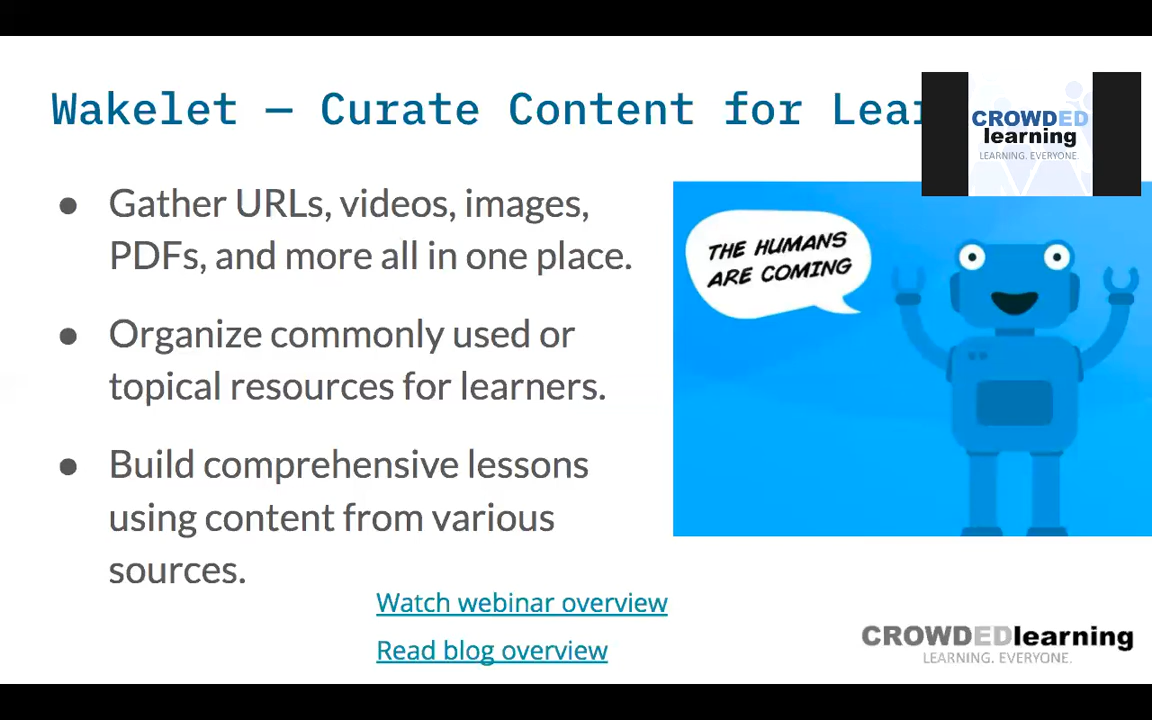 Wakelet — Curate Content for
CROWDED
learning
LEARNING. EVERYONE.
● Gather URLs, videos, images,
PDFs, and more all in one place.
● Organize commonly used or
topical resources for learners.
● Build comprehensive lessons
using content from various
sources.
THE HUMANS
ARE COMING
Watch webinar overview
Read blog overview
CROWDEDlearning
LEARNING. EVERYONE.